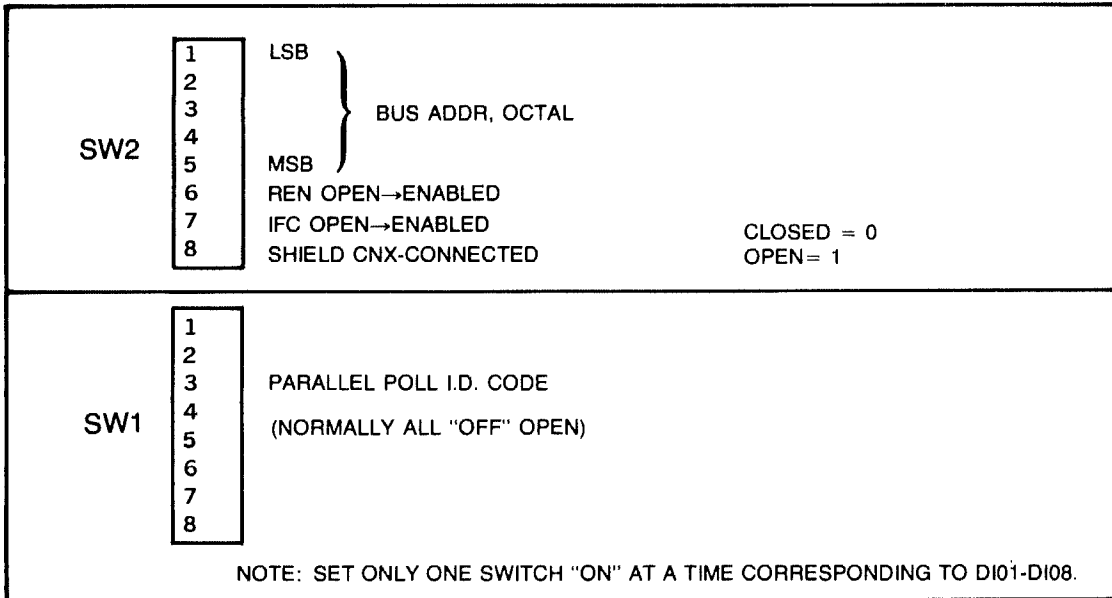 SW2
1 LSB
2
3 BUS ADDR, OCTAL
4
5 MSB
6 REN OPEN→ENABLED
7 IFC OPEN→ENABLED
8 SHIELD CNX-CONNECTED
CLOSED = 0
OPEN= 1
SW1
1
2
3 PARALLEL POLL I.D. CODE
4 (NORMALLY ALL "OFF" OPEN)
5
6
7
8
NOTE: SET ONLY ONE SWITCH "ON" AT A TIME CORRESPONDING TO DI01-DI08.